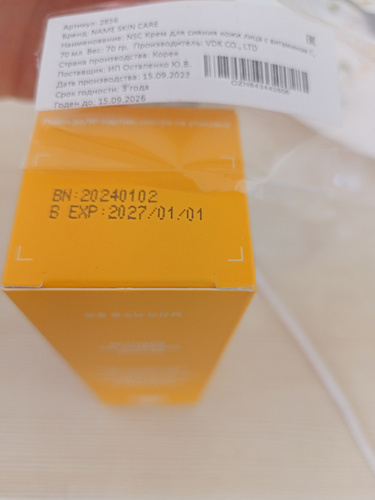 Артикул: 2R56
Бренд: NAME SKIN CARE
Наименование: NSC Крем для сияния кожи лица с витамином C,
70 мл. Вес: 70 гр. Производитель: VDK CO., LTD
Страна производства: Корея
Поставщик: ИП Остапенко Ю.В.
Дата производства: 15.09.2023
Срок годности: 3 года
Годен до: 15.09.2026
BN:20240102
B EXP:2027/01/01